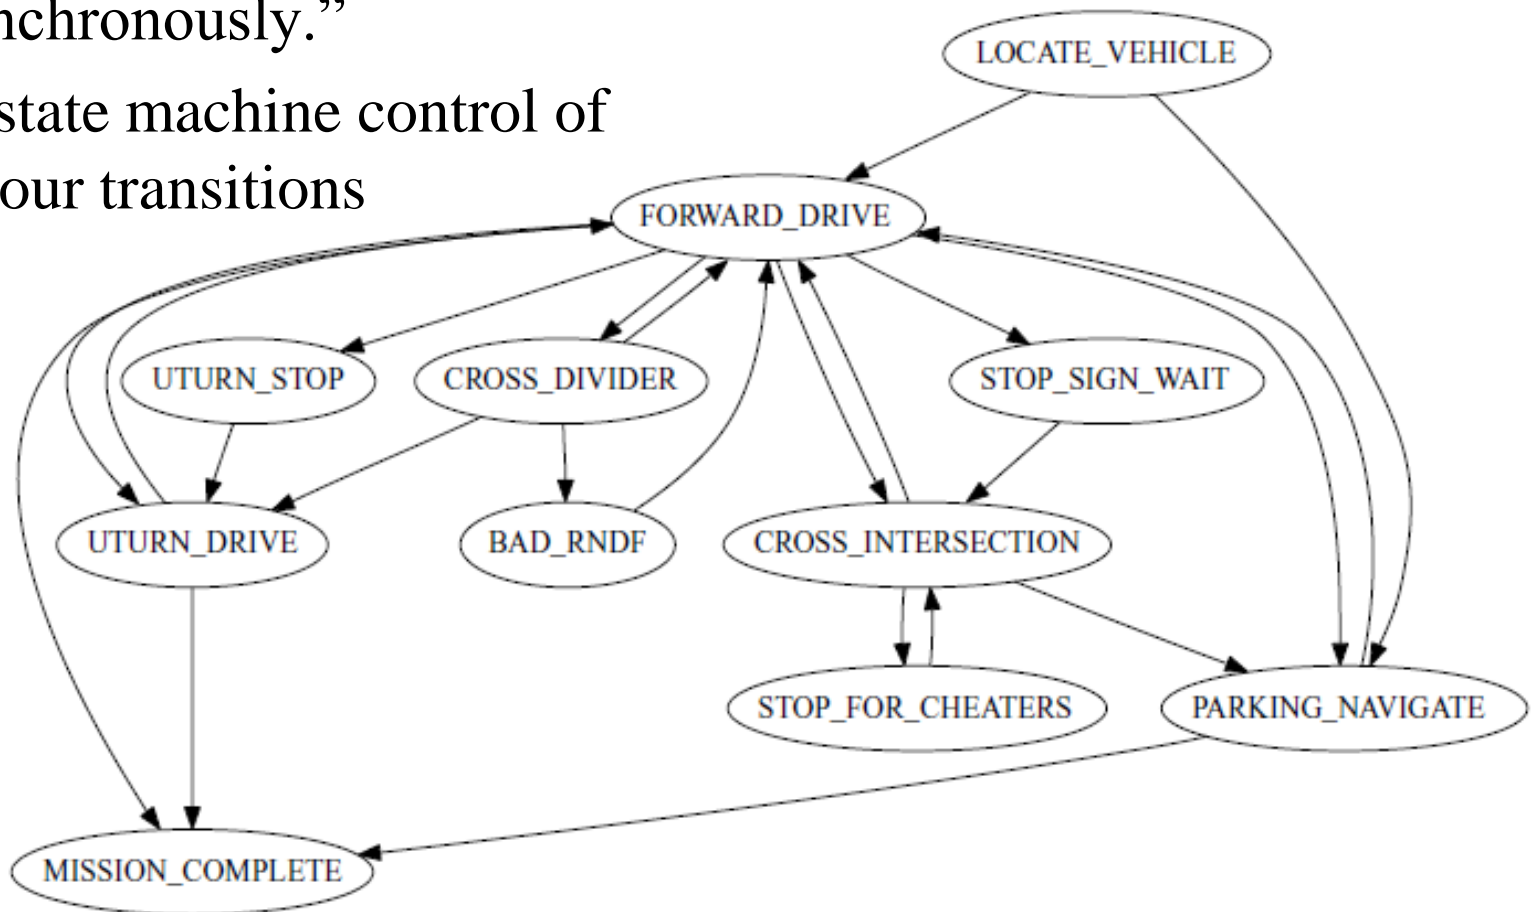 nchronously.”
state machine control of
our transitions
LOCATE_VEHICLE
FORWARD_DRIVE
UTURN_STOP
CROSS_DIVIDER
STOP_SIGN_WAIT
UTURN_DRIVE
BAD_RNDF
CROSS_INTERSECTION
STOP_FOR_CHEATERS
PARKING_NAVIGATE
MISSION_COMPLETE